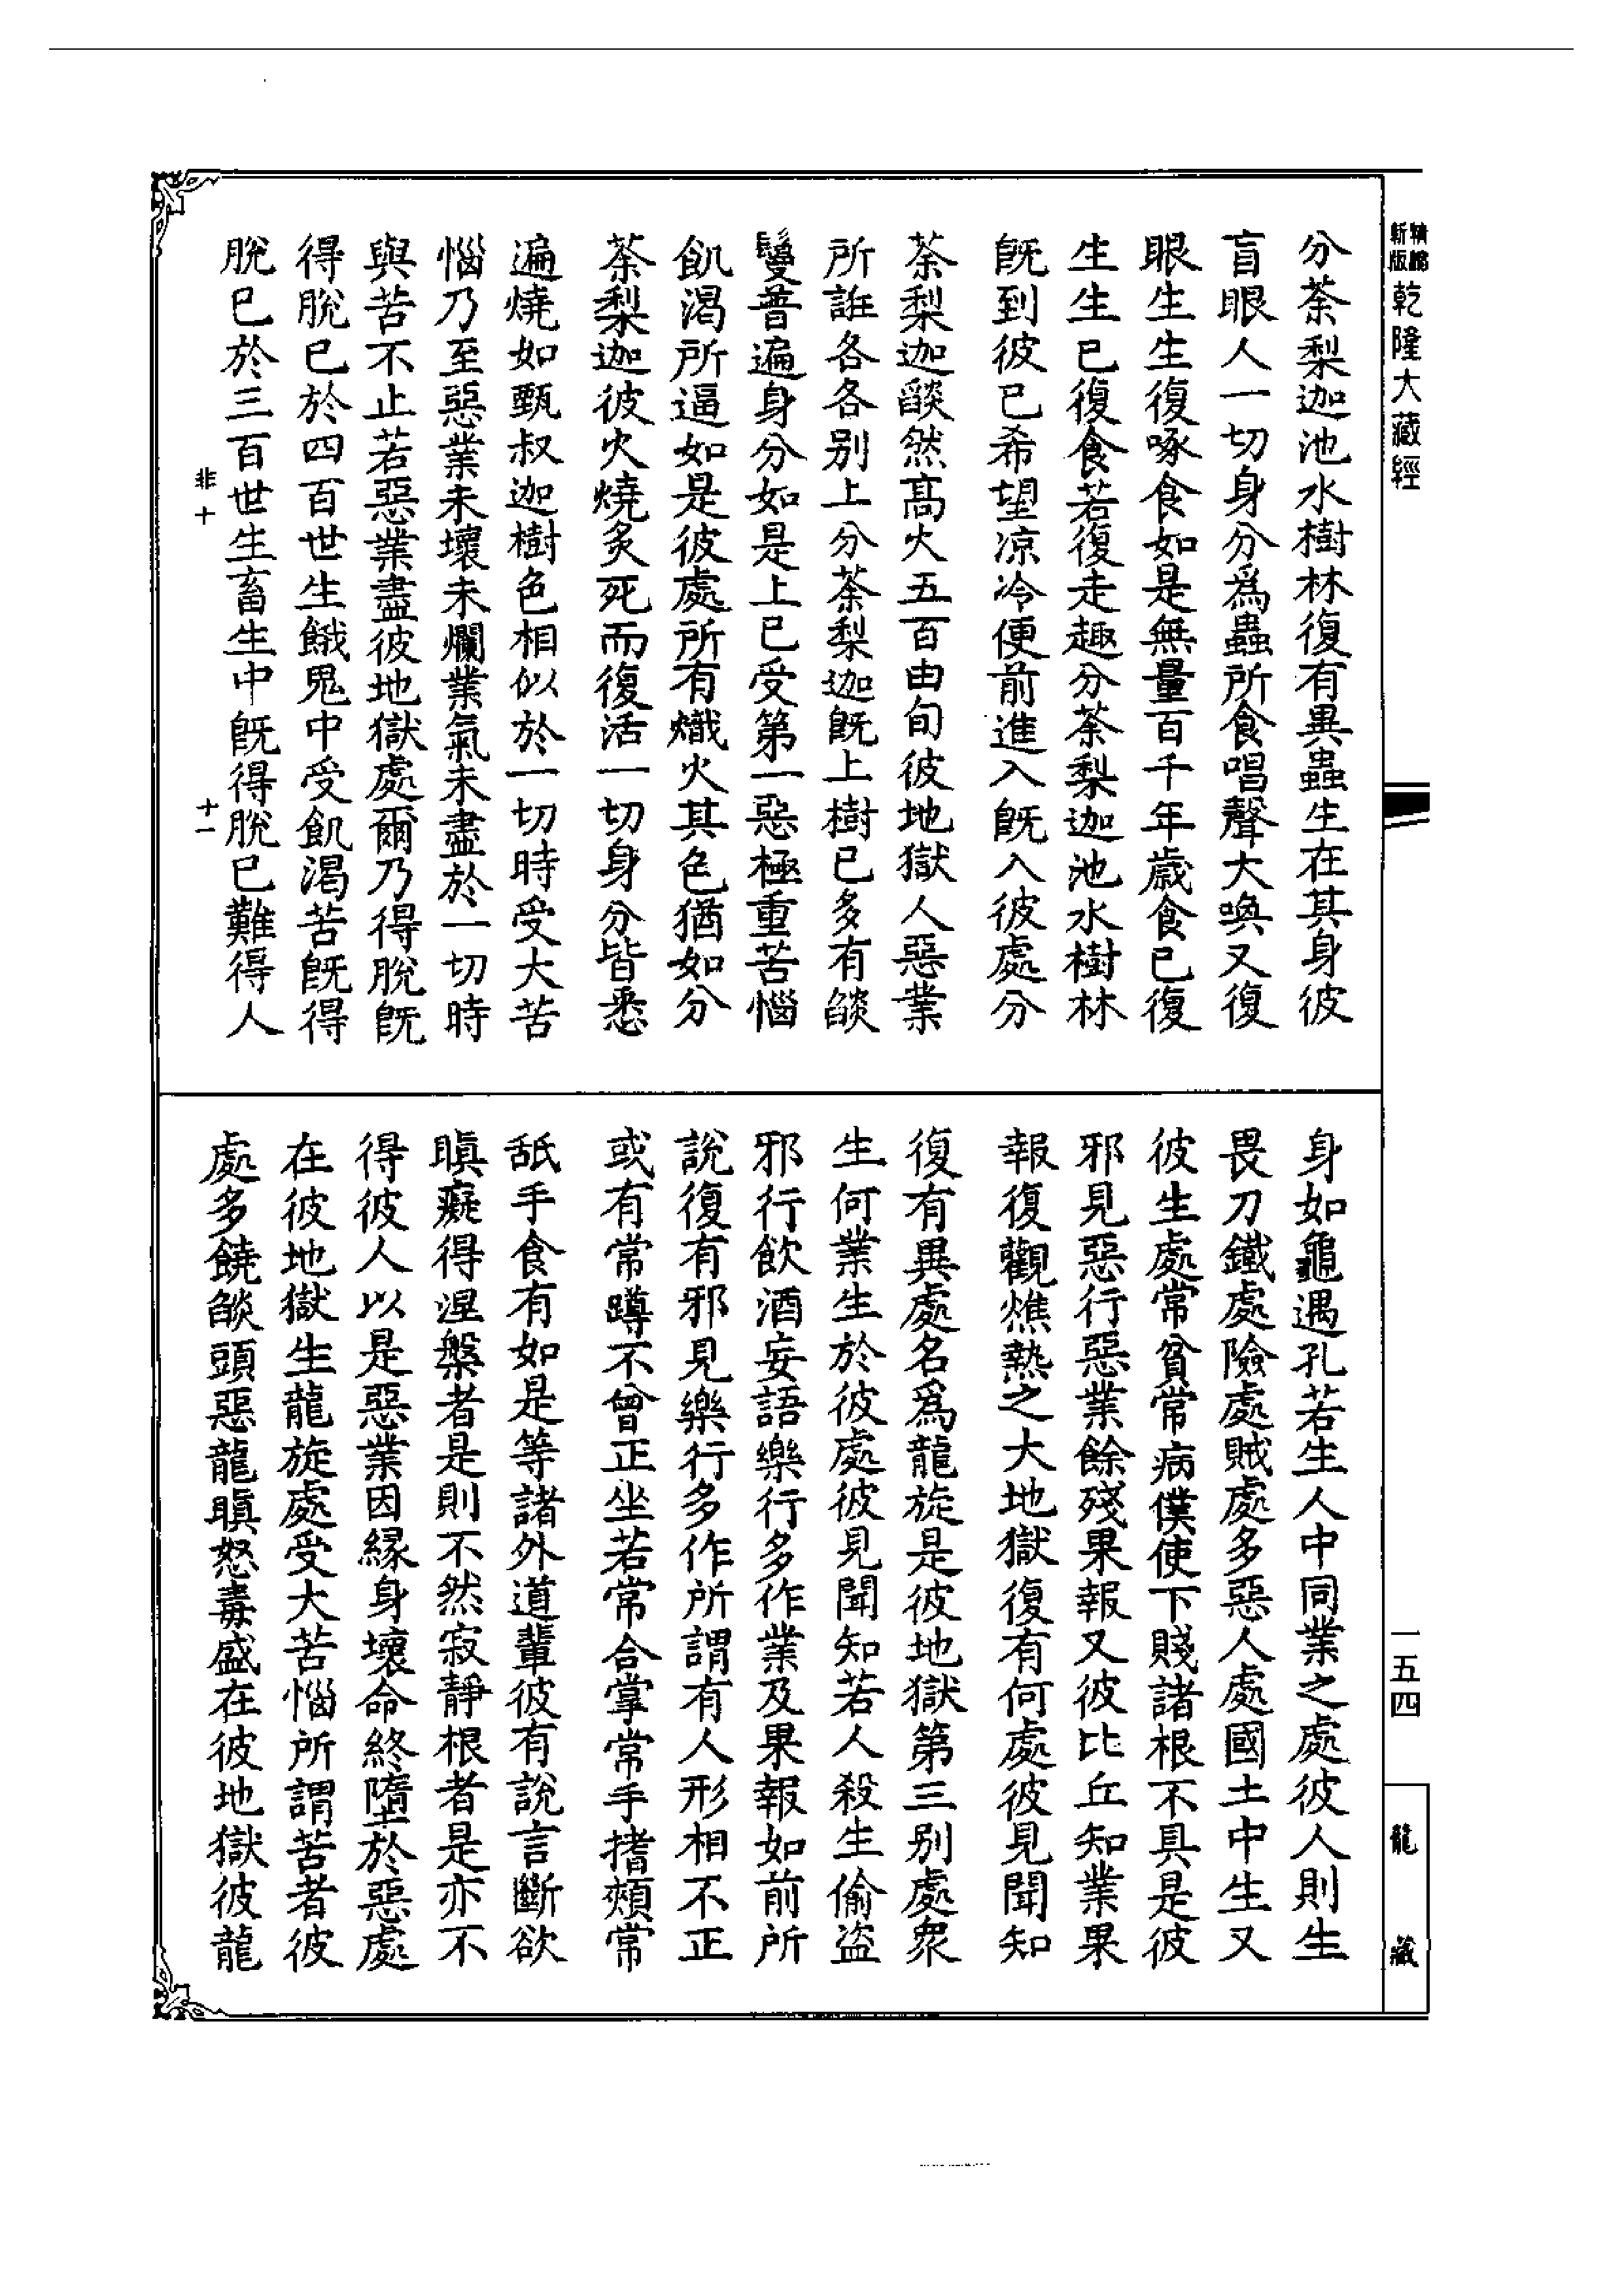 精縮新版乾隆大藏經
一五四
龍藏
分荼梨迦池水樹林復有異蟲生在其身彼
盲眼人一切身分爲蟲所食唱聲大喚又復
眼生生復啄食如是無量百千年歲食已復
生生已復食若復走趣分荼梨迦池水樹林
旣到彼已希望凉冷便前進入旣入彼處分
荼梨迦燄然髙火五百由旬彼地獄人惡業
所誑各各别上分荼梨迦旣上樹已多有燄
鬘普遍身分如是上已受第一惡極重苦惱
飢渴所逼如是彼處所有熾火其色猶如分
荼梨迦彼火燒炙死而復活一切身分皆悉
遍燒如甄叔迦樹色相似於一切時受大苦
惱乃至惡業未壞未爛業氣未盡於一切時
與苦不止若惡業盡彼地獄處爾乃得脫旣
得脫已於四百世生餓鬼中受飢渴苦旣得
脫已於三百世生畜生中旣得脫已難得人
非十
十一
身如龜遇孔若生人中同業之處彼人則生
畏刀鐵處險處賊處多惡人處國土中生又
彼生處常貧常病僕使下賤諸根不具是彼
邪見惡行惡業餘殘果報又彼比丘知業果
報復觀燋熱之大地獄復有何處彼見聞知
復有異處名爲龍旋是彼地獄第三别處衆
生何業生於彼處彼見聞知若人殺生偷盜
邪行飲酒妄語樂行多作業及果報如前所
說復有邪見樂行多作所謂有人形相不正
或有常蹲不曾正坐若常合掌常手揩頰常
舐手食有如是等諸外道輩彼有說言斷欲
瞋癡得涅槃者是則不然寂靜根者是亦不
得彼人以是惡業因緣身壞命終墮於惡處
在彼地獄生龍旋處受大苦惱所謂苦者彼
處多饒燄頭惡龍瞋怒毒盛在彼地獄彼龍